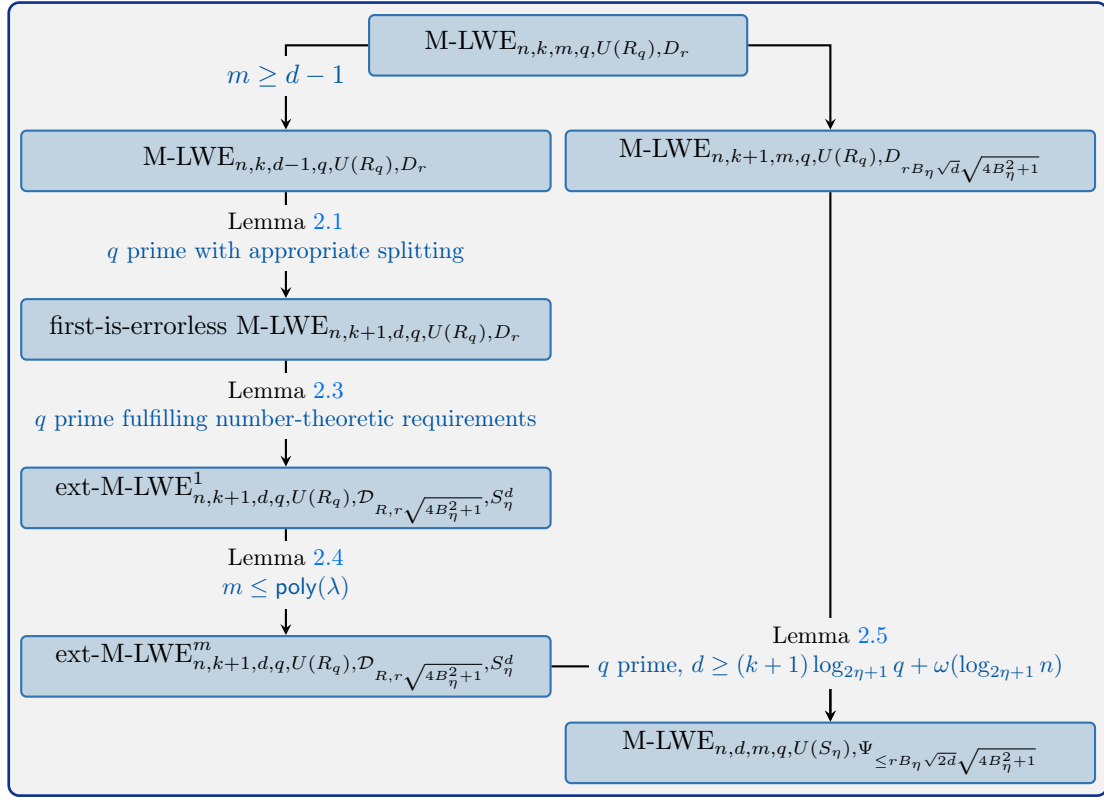 M-LWE_{n,k,m,q,U(R_q),D_r}
m ≥ d − 1
M-LWE_{n,k,d−1,q,U(R_q),D_r}
M-LWE_{n,k+1,m,q,U(R_q),D_{rB_η√d√(4B_η^2+1)}}
Lemma 2.1
q prime with appropriate splitting
first-is-errorless M-LWE_{n,k+1,d,q,U(R_q),D_r}
Lemma 2.3
q prime fulfilling number-theoretic requirements
ext-M-LWE^1_{n,k+1,d,q,U(R_q),𝒟_{R,r√(4B_η^2+1)},S_η^d}
Lemma 2.4
m ≤ poly(λ)
ext-M-LWE^m_{n,k+1,d,q,U(R_q),𝒟_{R,r√(4B_η^2+1)},S_η^d}
Lemma 2.5
q prime, d ≥ (k + 1) log_{2η+1} q + ω(log_{2η+1} n)
M-LWE_{n,d,m,q,U(S_η),Ψ_{≤rB_η√(2d)√(4B_η^2+1)}}